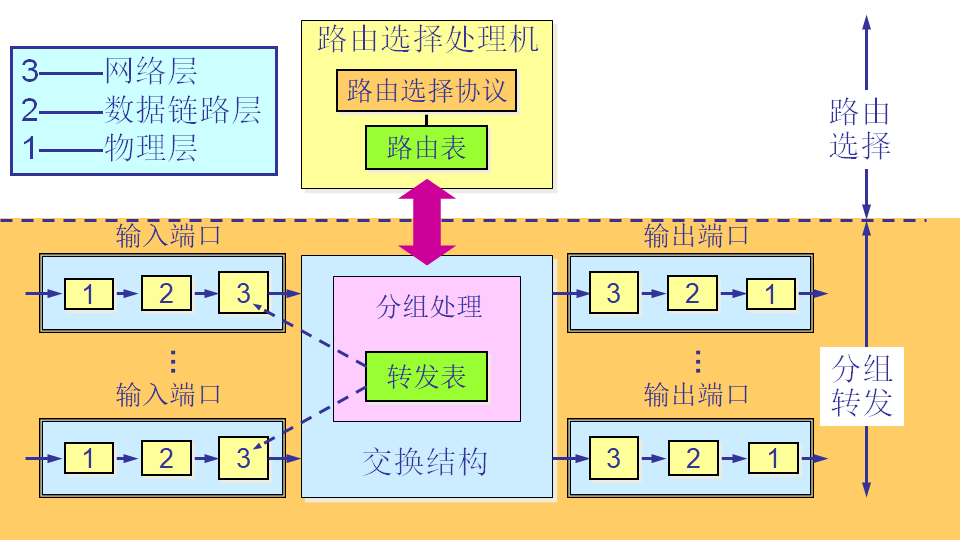 路由选择处理机
3——网络层
2——数据链路层
1——物理层
路由选择协议
路由表
路由
选择
输入端口
输出端口
1
2
3
3
2
1
分组处理
转发表
分组
转发
⋮
⋮
输入端口
输出端口
1
2
3
交换结构
3
2
1